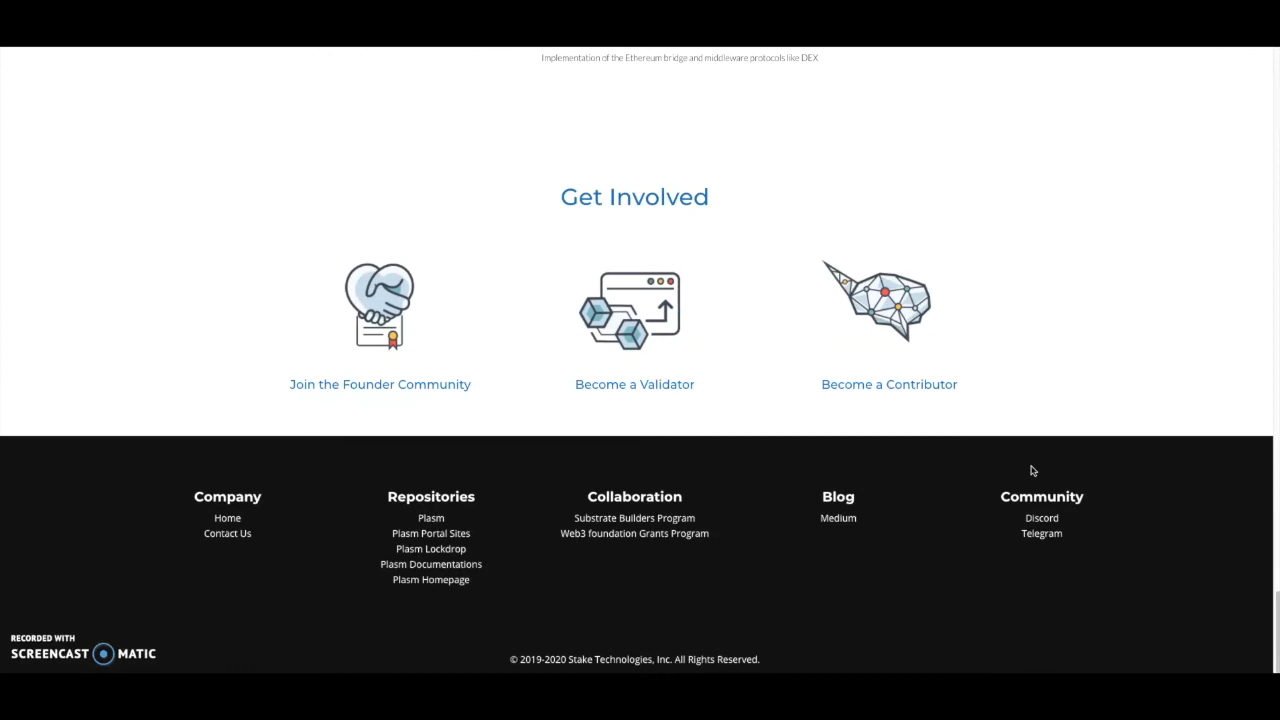 Implementation of the Ethereum bridge and middleware protocols like DEX
Get Involved
Join the Founder Community
Become a Validator
Become a Contributor
Company
Home
Contact Us
Repositories
Plasm
Plasm Portal Sites
Plasm Lockdrop
Plasm Documentations
Plasm Homepage
Collaboration
Substrate Builders Program
Web3 foundation Grants Program
Blog
Medium
Community
Discord
Telegram
RECORDED WITH
SCREENCAST MATIC
© 2019-2020 Stake Technologies, Inc. All Rights Reserved.